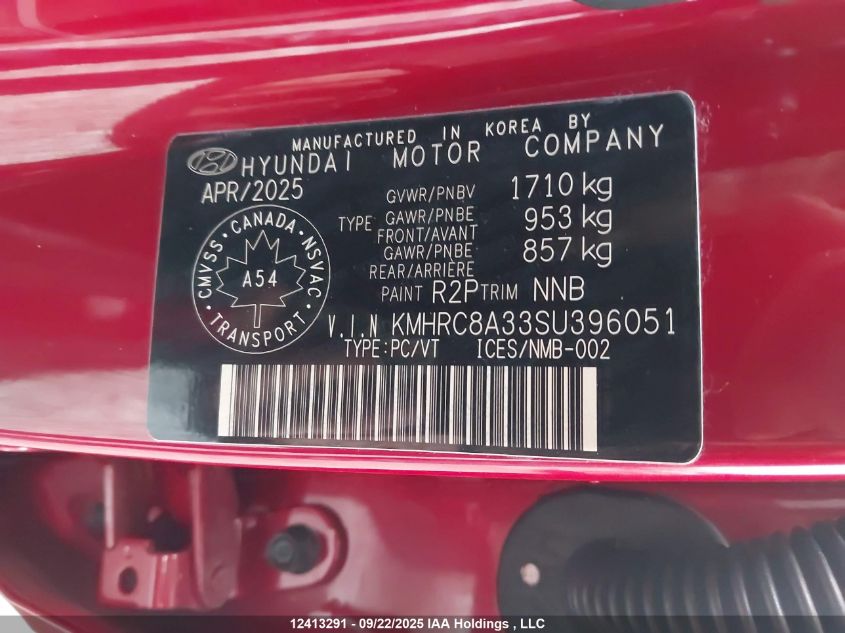 MANUFACTURED IN KOREA BY
HYUNDAI MOTOR COMPANY
APR/2025
GVWR/PNBV 1710 kg
TYPE GAWR/PNBE FRONT/AVANT 953 kg
GAWR/PNBE REAR/ARRIÈRE 857 kg
CMVSS · CANADA · NSVAC · TRANSPORT ·
A54
PAINT R2P TRIM NNB
V.I.N KMHRC8A33SU396051
TYPE:PC/VT ICES/NMB-002
12413291 - 09/22/2025 IAA Holdings , LLC